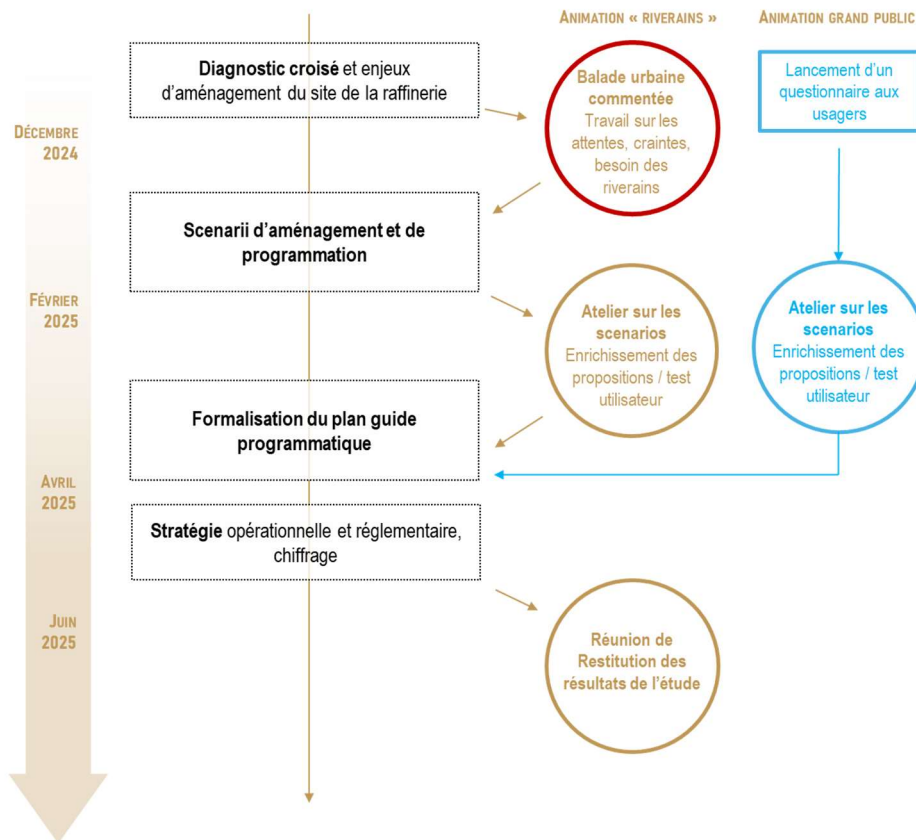 ANIMATION « RIVERAINS »
ANIMATION GRAND PUBLIC
Diagnostic croisé et enjeux
d'aménagement du site de la raffinerie
Balade urbaine
commentée
Travail sur les
attentes, craintes,
besoin des
riverains
Lancement d'un
questionnaire aux
usagers
DÉCEMBRE
2024
Scenarii d'aménagement et de
programmation
FÉVRIER
2025
Atelier sur les
scenarios
Enrichissement des
propositions / test
utilisateur
Atelier sur les
scenarios
Enrichissement des
propositions / test
utilisateur
Formalisation du plan guide
programmatique
AVRIL
2025
Stratégie opérationnelle et réglementaire,
chiffrage
JUIN
2025
Réunion de
Restitution des
résultats de l'étude